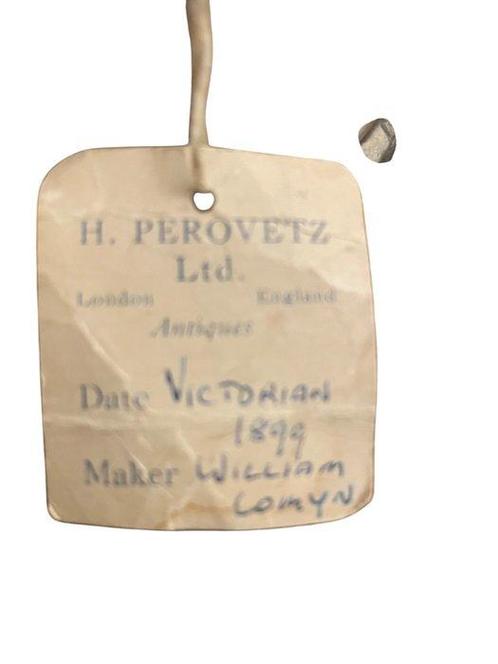 H. PEROVETZ
Ltd.
London England
Antiques
Date VICTORIAN
1899
Maker WILLIAM
COMYN